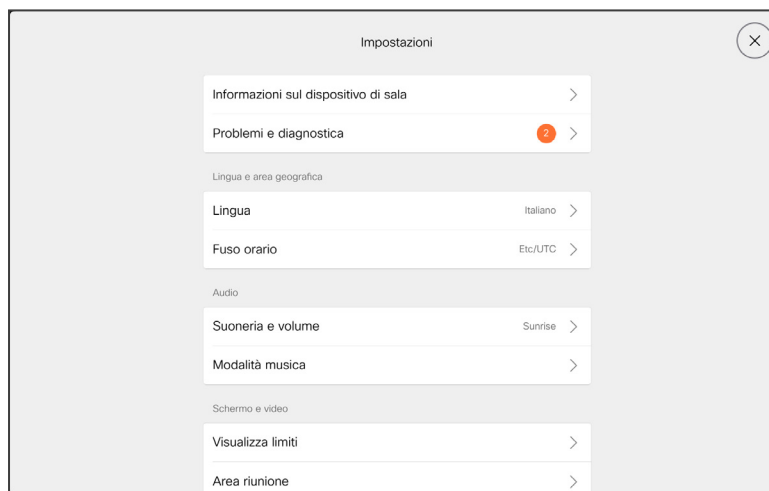 Impostazioni
Informazioni sul dispositivo di sala
Problemi e diagnostica 2
Lingua e area geografica
Lingua Italiano
Fuso orario Etc/UTC
Audio
Suoneria e volume Sunrise
Modalità musica
Schermo e video
Visualizza limiti
Area riunione